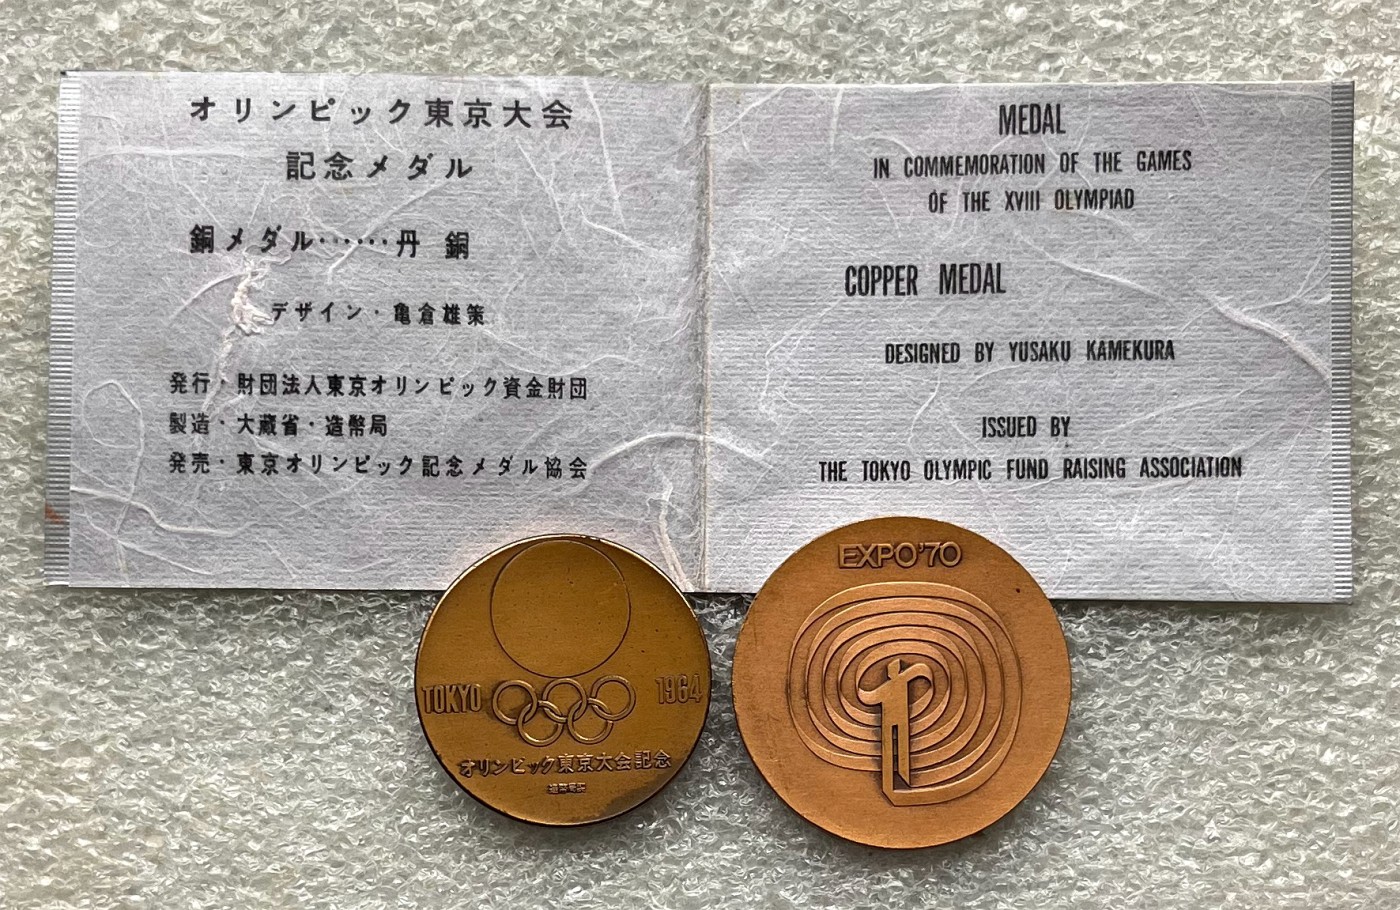 オリンピック東京大会
記念メダル
銅メダル‥‥‥丹 銅
デザイン・亀倉雄策
発行・財団法人東京オリンピック資金財団
製造・大蔵省・造幣局
発売・東京オリンピック記念メダル協会
MEDAL
IN COMMEMORATION OF THE GAMES
OF THE XVIII OLYMPIAD
COPPER MEDAL
DESIGNED BY YUSAKU KAMEKURA
ISSUED BY
THE TOKYO OLYMPIC FUND RAISING ASSOCIATION
TOKYO 1964
オリンピック東京大会記念
造幣局製
EXPO'70